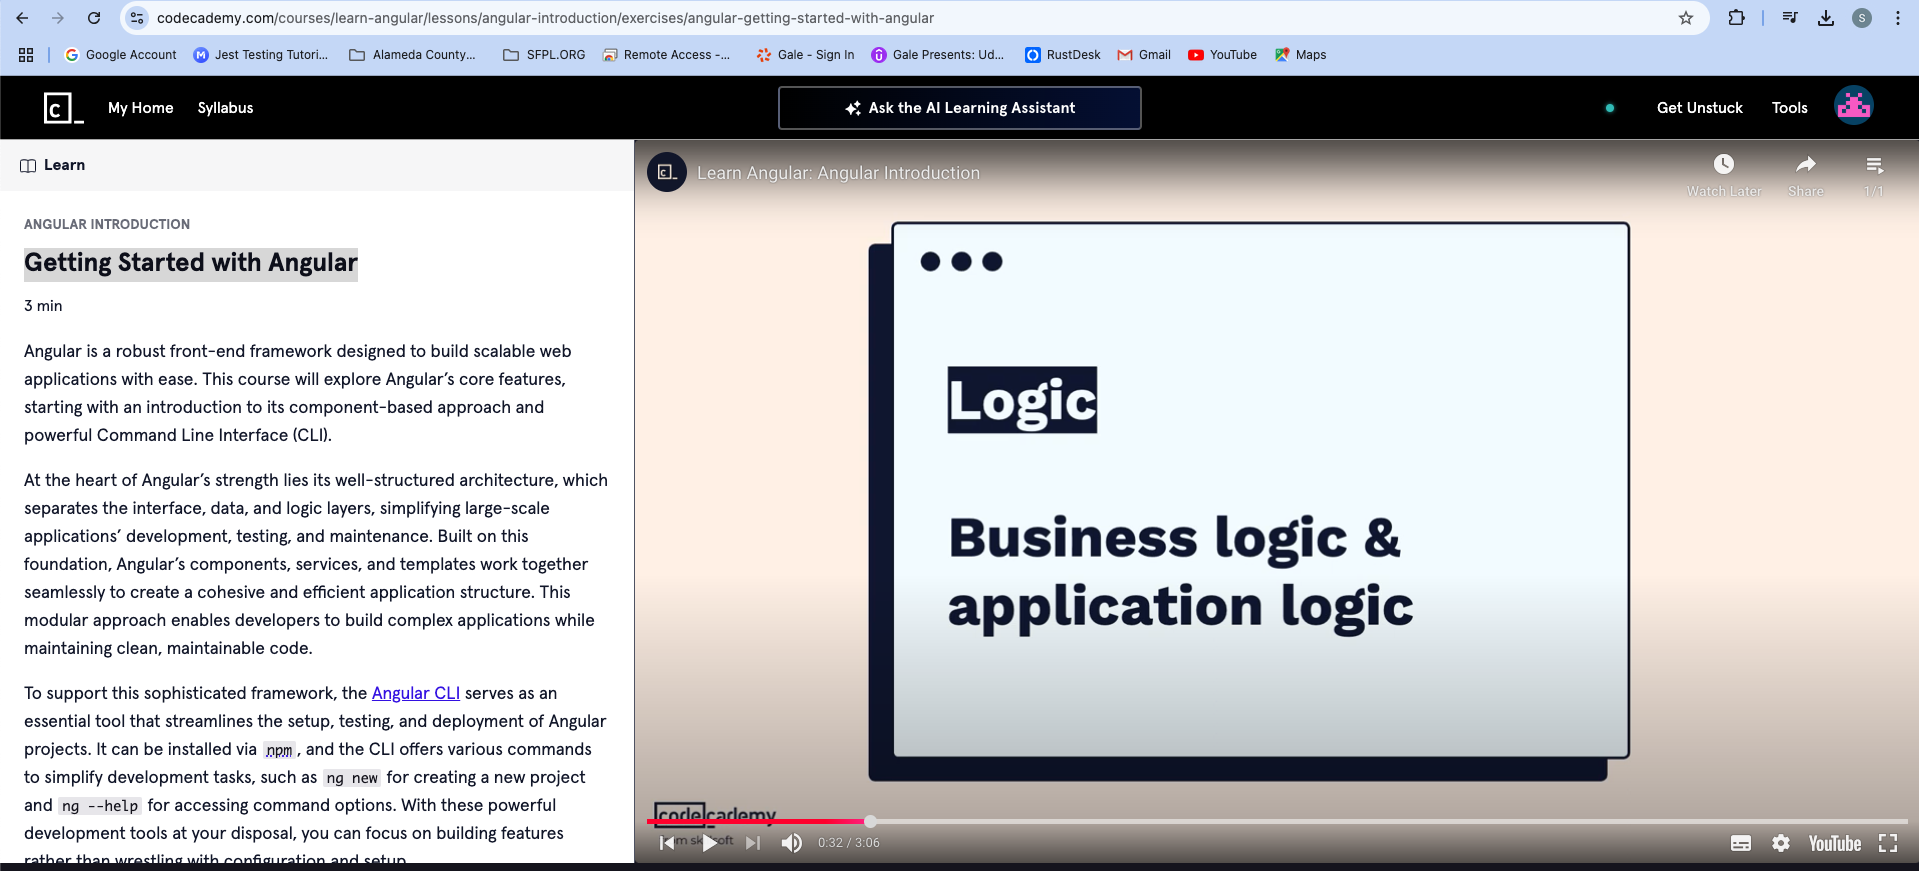 codecademy.com/courses/learn-angular/lessons/angular-introduction/exercises/angular-getting-started-with-angular
S
Google Account
Jest Testing Tutori...
Alameda County...
SFPL.ORG
Remote Access -...
Gale - Sign In
Gale Presents: Ud...
RustDesk
Gmail
YouTube
Maps
c_
My Home
Syllabus
Ask the AI Learning Assistant
Get Unstuck
Tools
Learn
ANGULAR INTRODUCTION
Getting Started with Angular
3 min
Angular is a robust front-end framework designed to build scalable web
applications with ease. This course will explore Angular’s core features,
starting with an introduction to its component-based approach and
powerful Command Line Interface (CLI).
At the heart of Angular’s strength lies its well-structured architecture, which
separates the interface, data, and logic layers, simplifying large-scale
applications’ development, testing, and maintenance. Built on this
foundation, Angular’s components, services, and templates work together
seamlessly to create a cohesive and efficient application structure. This
modular approach enables developers to build complex applications while
maintaining clean, maintainable code.
To support this sophisticated framework, the Angular CLI serves as an
essential tool that streamlines the setup, testing, and deployment of Angular
projects. It can be installed via npm, and the CLI offers various commands
to simplify development tasks, such as ng new for creating a new project
and ng --help for accessing command options. With these powerful
development tools at your disposal, you can focus on building features
rather than wrestling with configuration and setup.
c_
Learn Angular: Angular Introduction
Watch Later
Share
1/1
Logic
Business logic &
application logic
codecademy
0:32 / 3:06
YouTube